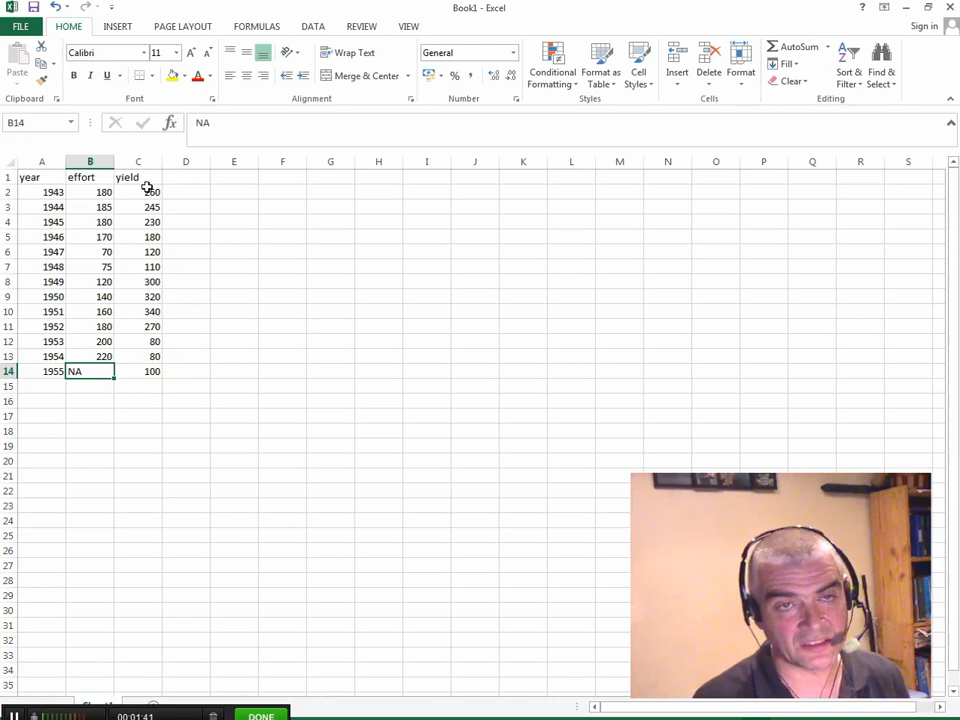 Book1 - Excel
FILE HOME INSERT PAGE LAYOUT FORMULAS DATA REVIEW VIEW Sign in
Paste
Calibri 11
B I U
Wrap Text
Merge & Center
General
Conditional Formatting
Format as Table
Cell Styles
Insert
Delete
Format
AutoSum
Fill
Clear
Sort & Filter
Find & Select
Clipboard Font Alignment Number Styles Cells Editing
B14 fx NA
A B C D E F G H I J K L M N O P Q R S
1 year effort yield
2 1943 180
3 1944 185 245
4 1945 180 230
5 1946 170 180
6 1947 70 120
7 1948 75 110
8 1949 120 300
9 1950 140 320
10 1951 160 340
11 1952 180 270
12 1953 200 80
13 1954 220 80
14 1955 NA 100
15
16
17
18
19
20
21
22
23
24
25
26
27
28
29
30
31
32
33
34
35
00:01:41 DONE